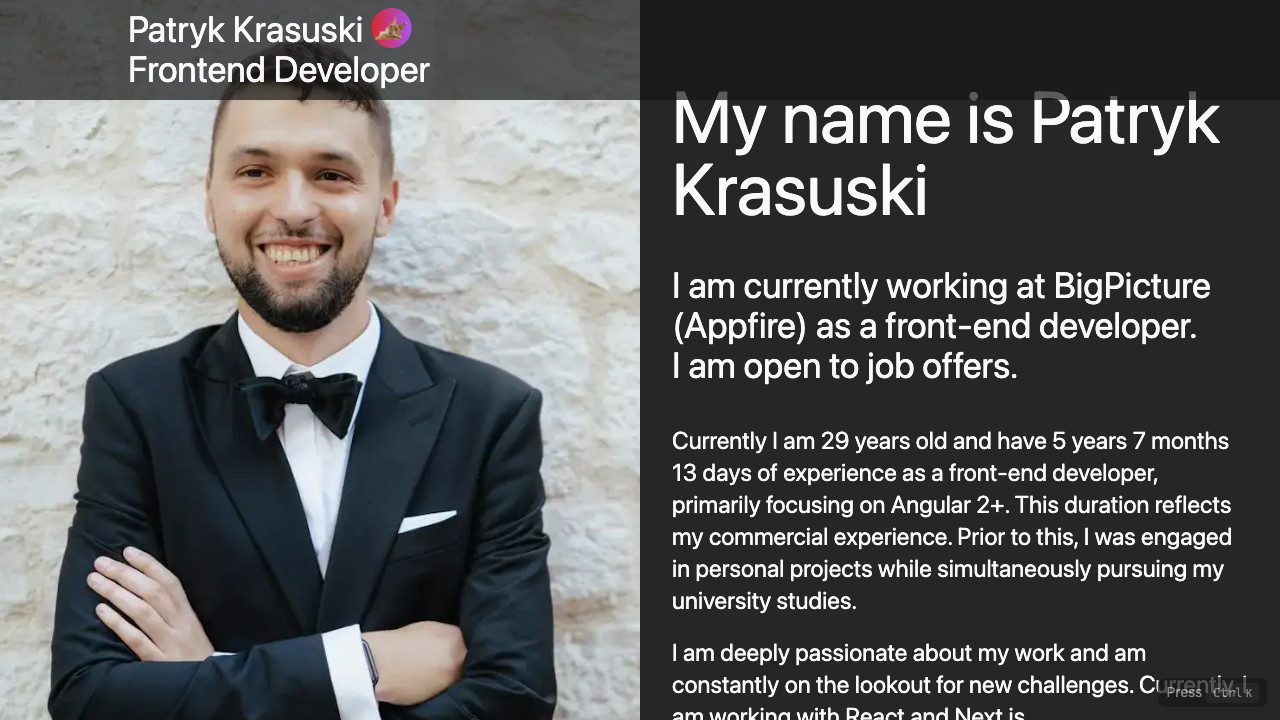 Patryk Krasuski
Frontend Developer
My name is Patryk
Krasuski
I am currently working at BigPicture
(Appfire) as a front-end developer.
I am open to job offers.
Currently I am 29 years old and have 5 years 7 months
13 days of experience as a front-end developer,
primarily focusing on Angular 2+. This duration reflects
my commercial experience. Prior to this, I was engaged
in personal projects while simultaneously pursuing my
university studies.
I am deeply passionate about my work and am
constantly on the lookout for new challenges. Currently I
am working with React and Next.js
Press Ctrl k